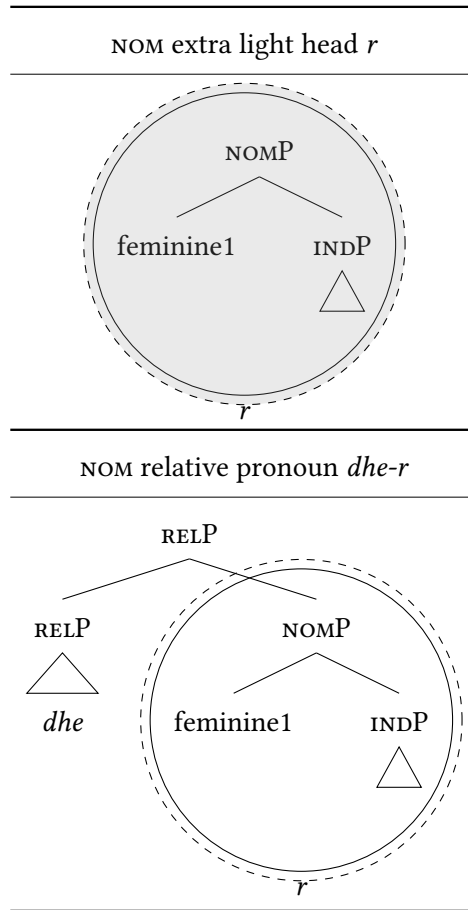 NOM extra light head r
NOMP
feminine1 INDP
r
NOM relative pronoun dhe-r
RELP
RELP NOMP
dhe feminine1 INDP
r